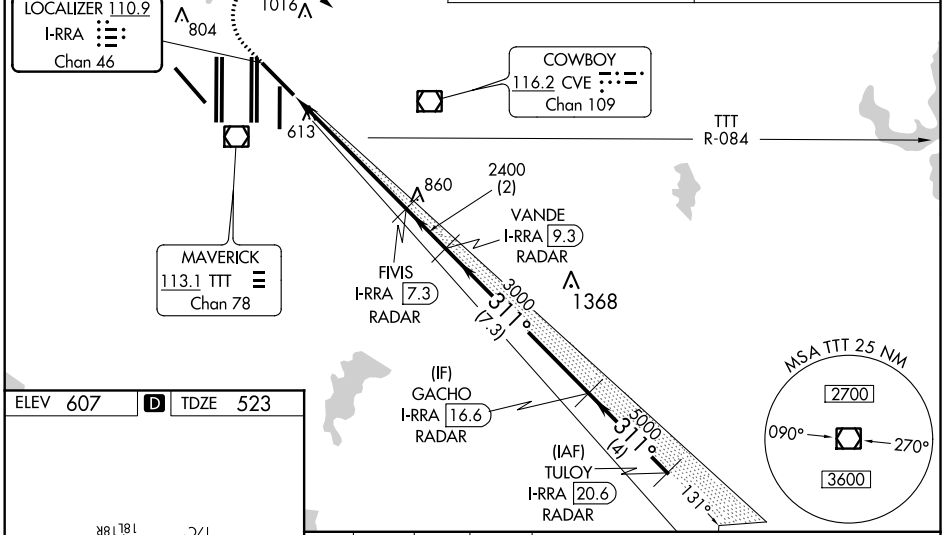 LOCALIZER 110.9
I-RRA
Chan 46
804
1016
COWBOY
116.2 CVE
Chan 109
613
TTT
R-084
860
2400
(2)
VANDE
I-RRA 9.3
RADAR
MAVERICK
113.1 TTT
Chan 78
FIVIS
I-RRA 7.3
RADAR
1368
3000
311°
(7.3)
(IF)
GACHO
I-RRA 16.6
RADAR
MSA TTT 25 NM
2700
090°
270°
3600
5000
311°
(4)
(IAF)
TULOY
I-RRA 20.6
RADAR
131°
ELEV 607 D TDZE 523
18L 18R
17C